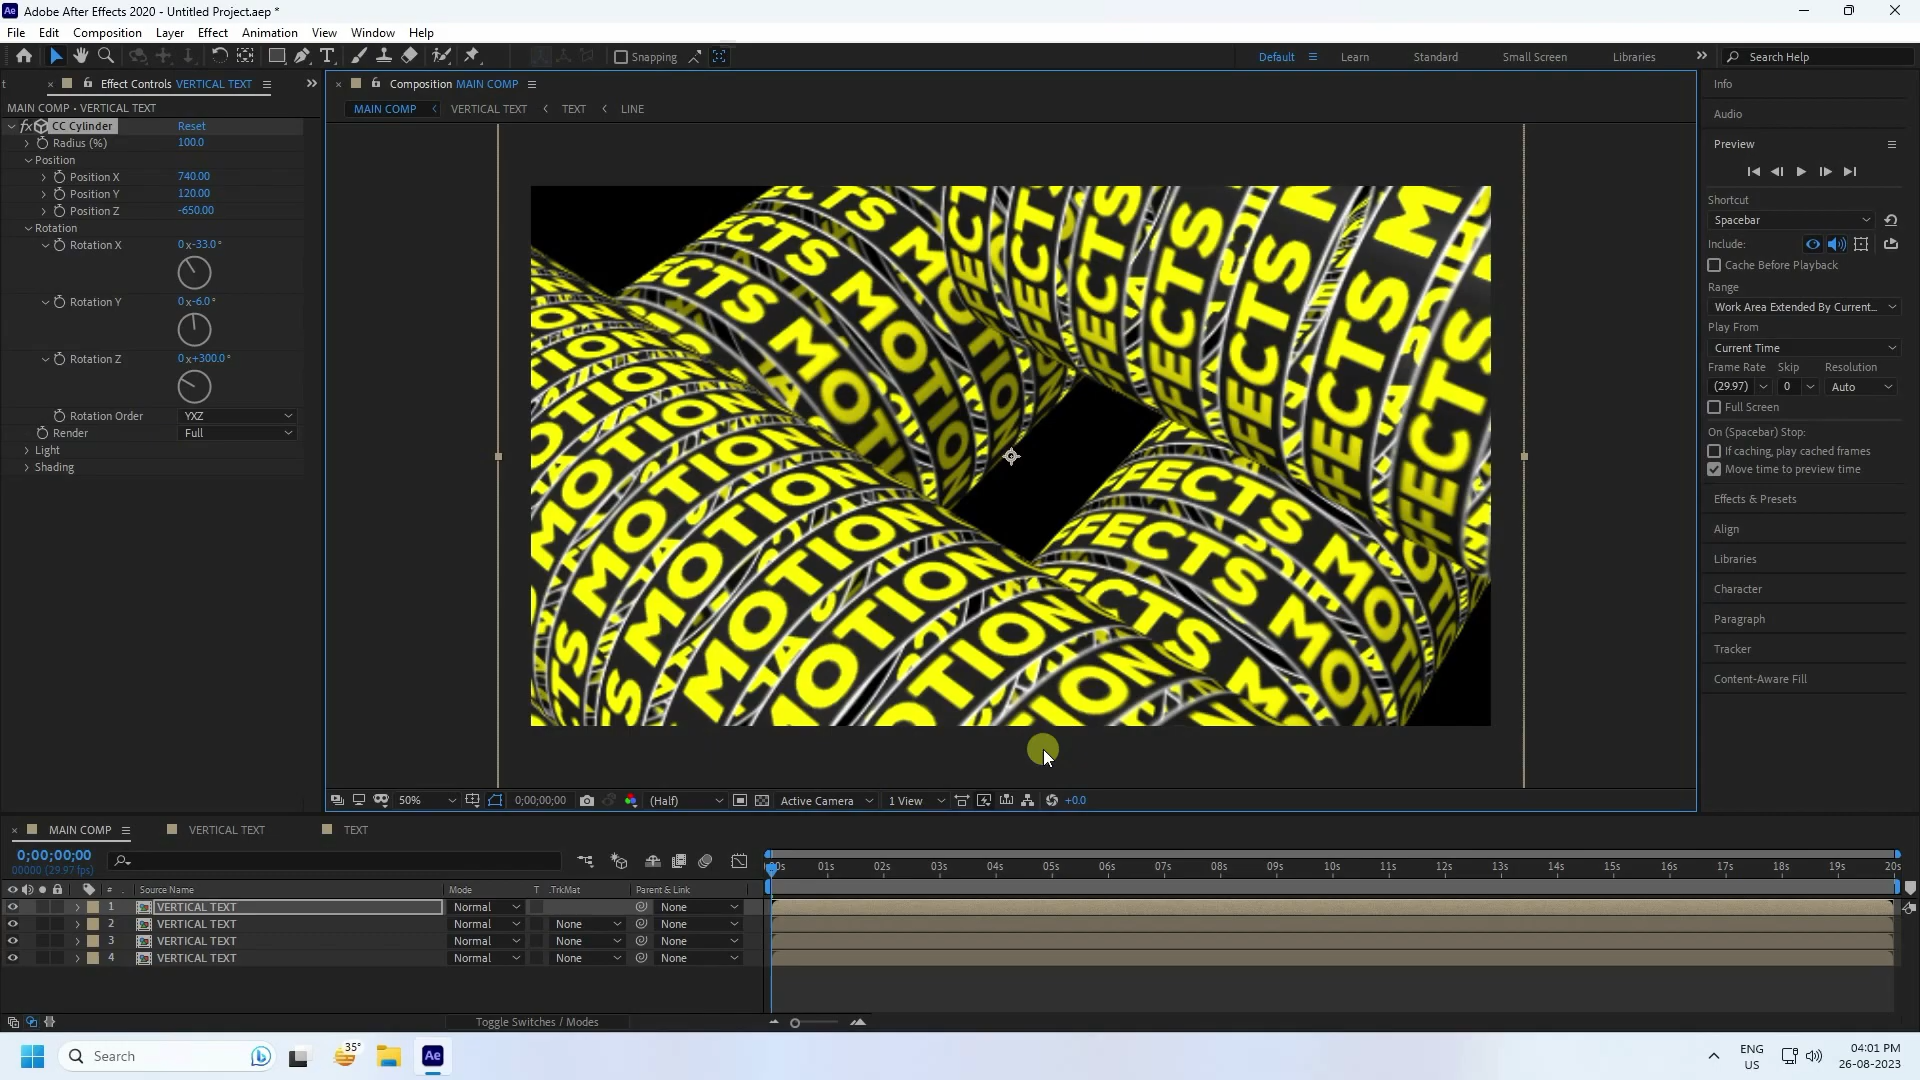 Adobe After Effects 2020 - Untitled Project.aep *
File Edit Composition Layer Effect Animation View Window Help
Snapping Default Learn Standard Small Screen Libraries Search Help
Effect Controls VERTICAL TEXT
MAIN COMP • VERTICAL TEXT
fx CC Cylinder Reset
Radius (%) 100.0
Position
Position X 740.00
Position Y 120.00
Position Z -650.00
Rotation
Rotation X 0 x-33.0°
Rotation Y 0 x-6.0°
Rotation Z 0 x+300.0°
Rotation Order YXZ
Render Full
Light
Shading
Composition MAIN COMP
MAIN COMP VERTICAL TEXT TEXT LINE
EFFECTS MOTION
50% 0;00;00;00 (Half) Active Camera 1 View +0.0
Info
Audio
Preview
Shortcut
Spacebar
Include:
Cache Before Playback
Range
Work Area Extended By Current...
Play From
Current Time
Frame Rate Skip Resolution
(29.97) 0 Auto
Full Screen
On (Spacebar) Stop:
If caching, play cached frames
Move time to preview time
Effects & Presets
Align
Libraries
Character
Paragraph
Tracker
Content-Aware Fill
MAIN COMP VERTICAL TEXT TEXT
0;00;00;00
00000 (29.97 fps)
00s 01s 02s 03s 04s 05s 06s 07s 08s 09s 10s 11s 12s 13s 14s 15s 16s 17s 18s 19s 20s
# Source Name Mode T .TrkMat Parent & Link
1 VERTICAL TEXT Normal None
2 VERTICAL TEXT Normal None None
3 VERTICAL TEXT Normal None None
4 VERTICAL TEXT Normal None None
Toggle Switches / Modes
Search 35° Ae ENG US 04:01 PM 26-08-2023